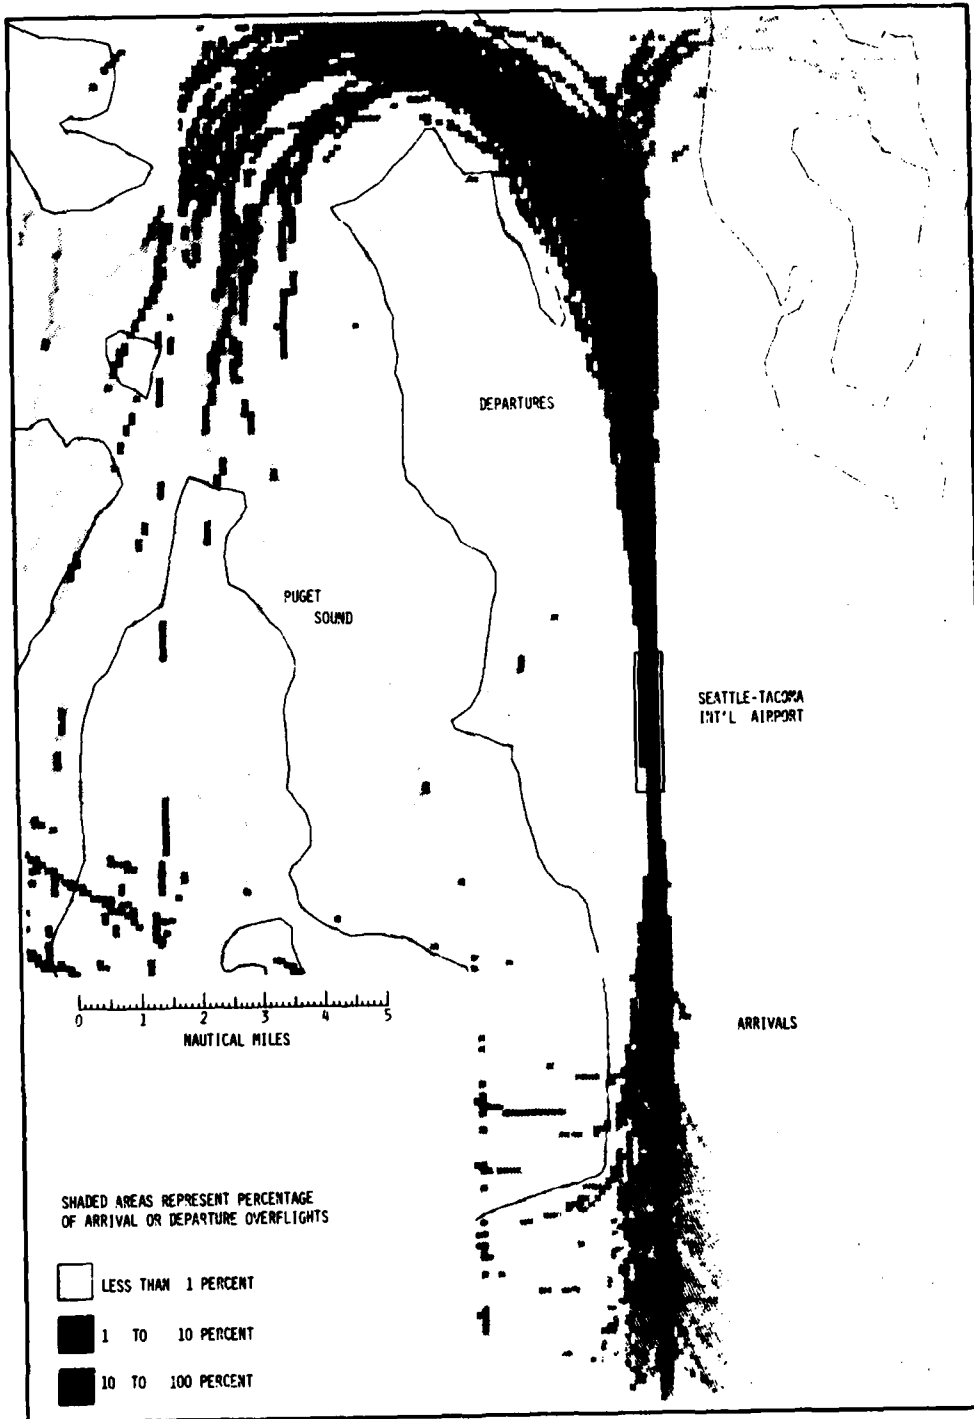 DEPARTURES
PUGET
SOUND
SEATTLE-TACOMA
INT'L AIRPORT
0 1 2 3 4 5
NAUTICAL MILES
ARRIVALS
SHADED AREAS REPRESENT PERCENTAGE
OF ARRIVAL OR DEPARTURE OVERFLIGHTS
LESS THAN 1 PERCENT
1 TO 10 PERCENT
10 TO 100 PERCENT